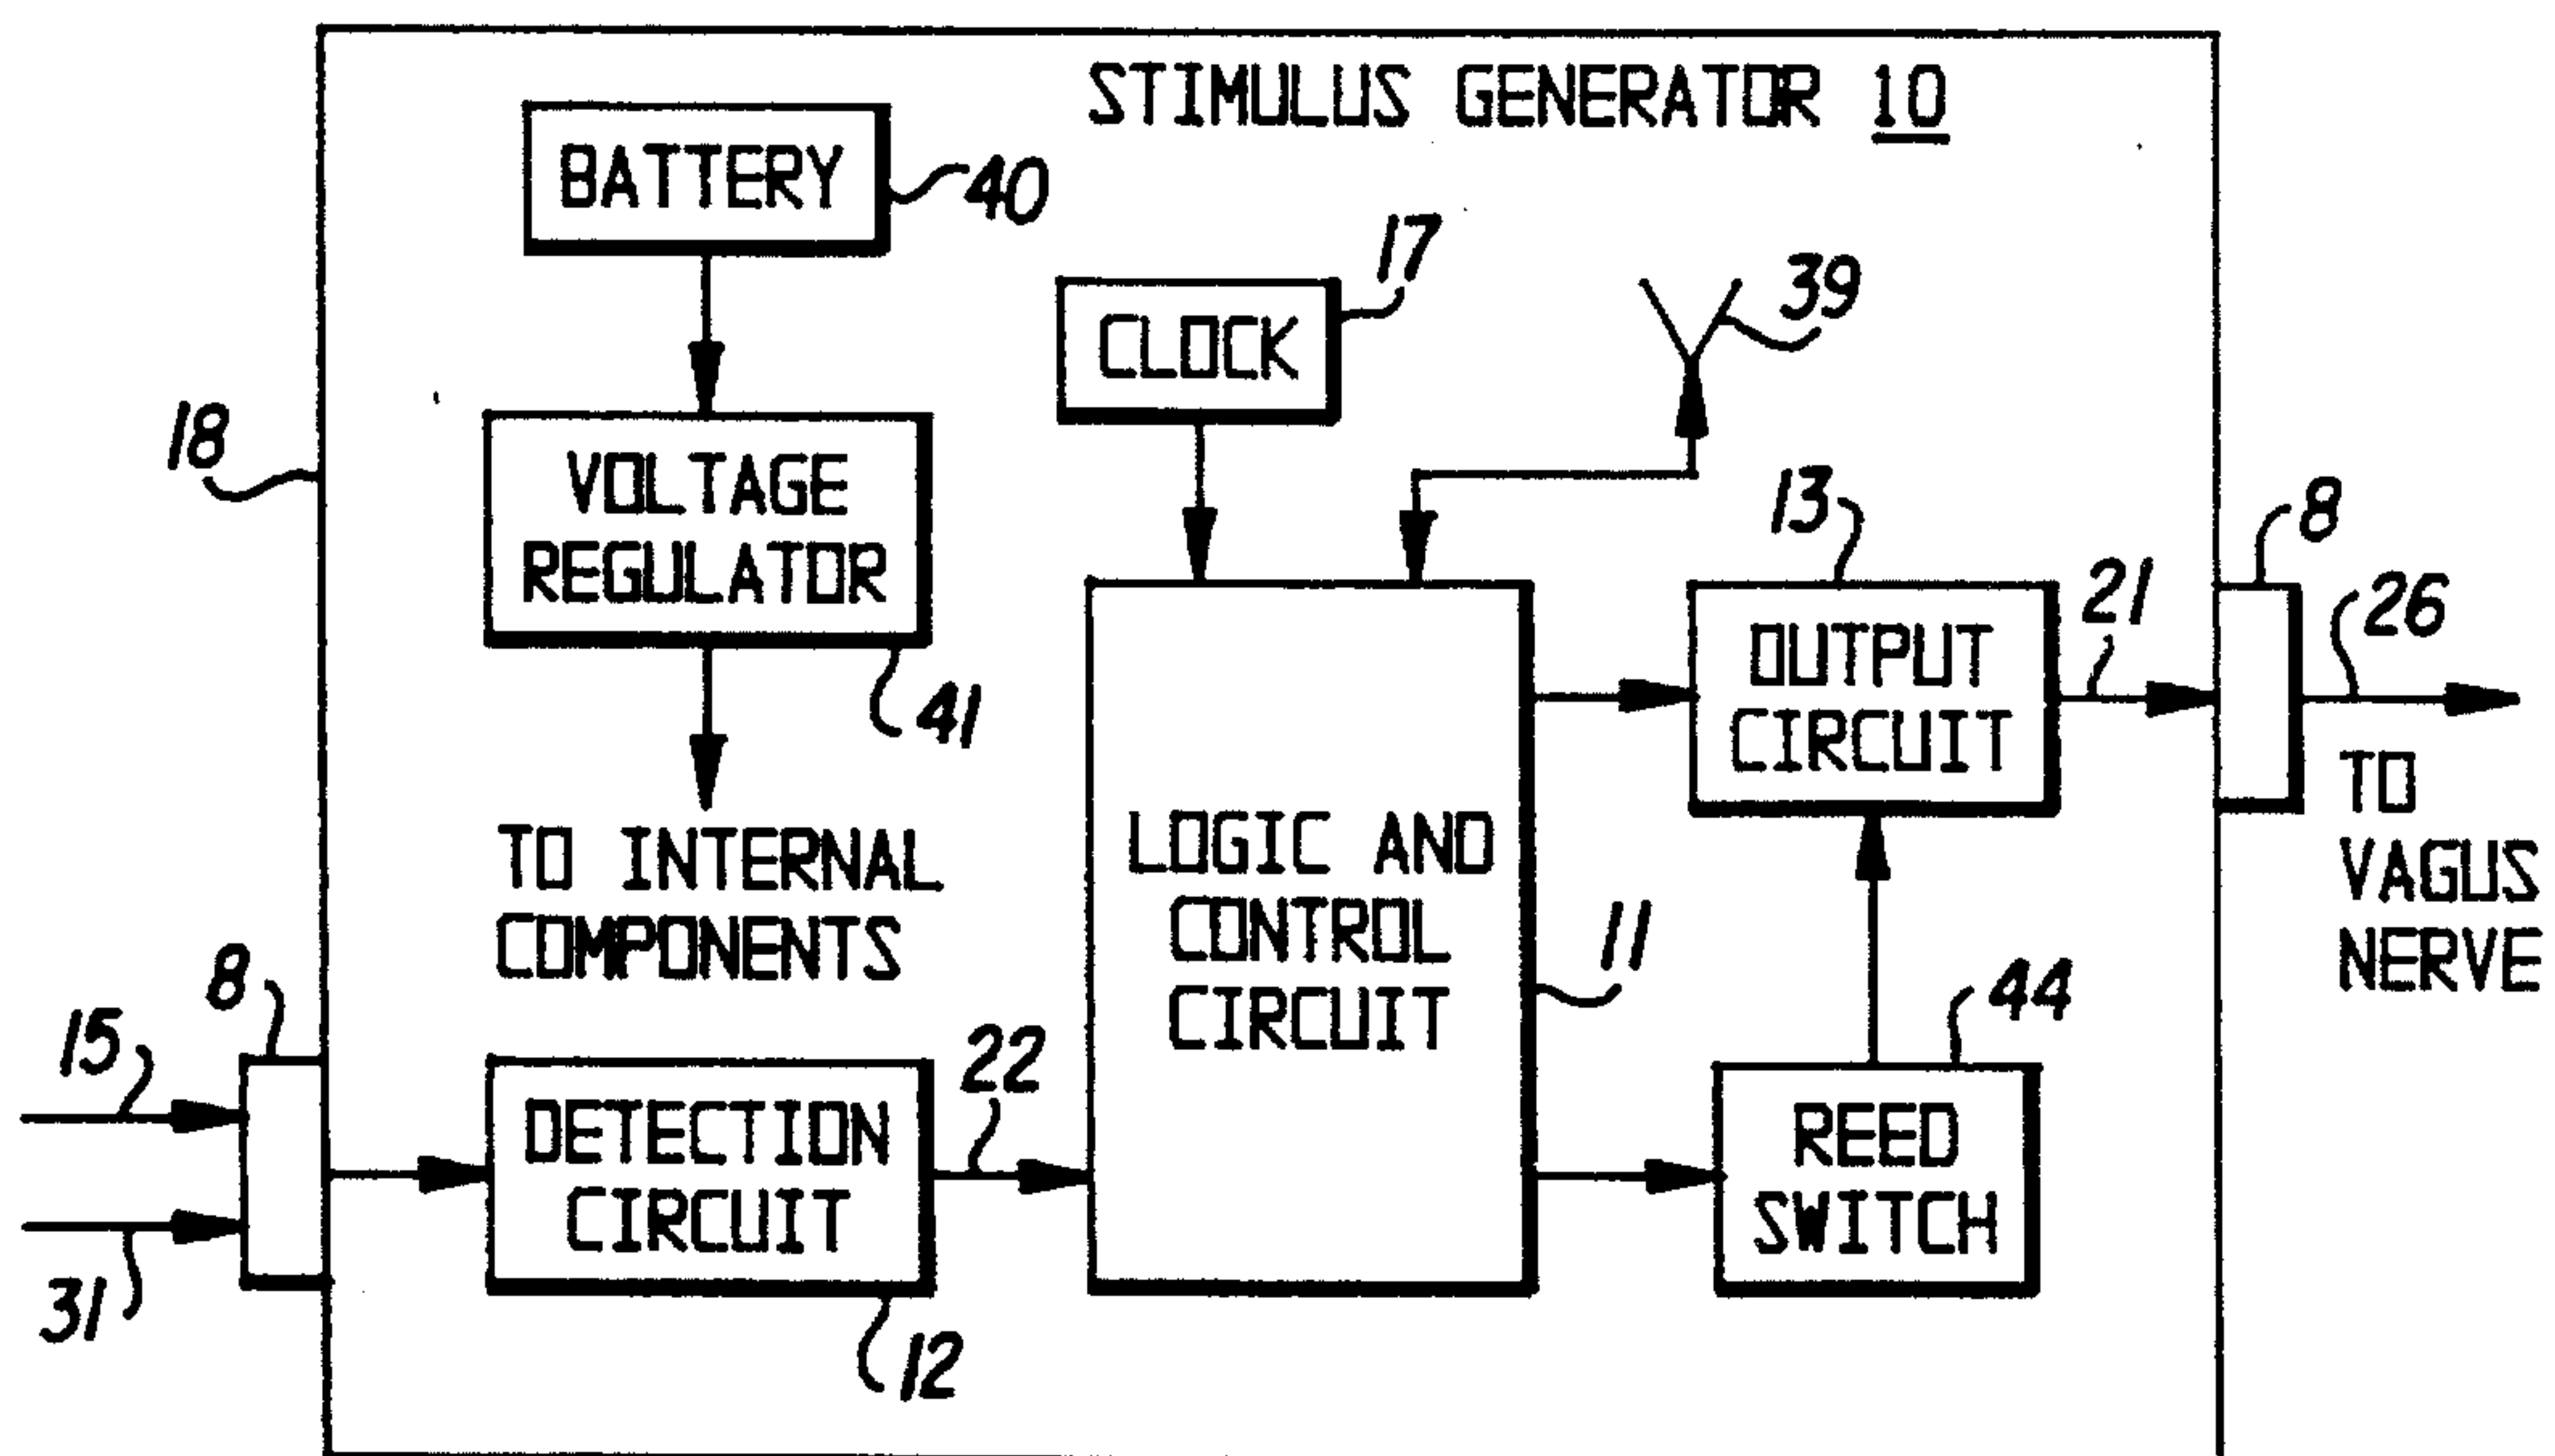 STIMULUS GENERATOR 10
BATTERY
40
CLOCK
17
39
VOLTAGE
REGULATOR
41
18
TO INTERNAL
COMPONENTS
LOGIC AND
CONTROL
CIRCUIT
11
13
OUTPUT
CIRCUIT
21
8
26
TO
VAGUS
NERVE
8
15
31
DETECTION
CIRCUIT
12
22
44
REED
SWITCH